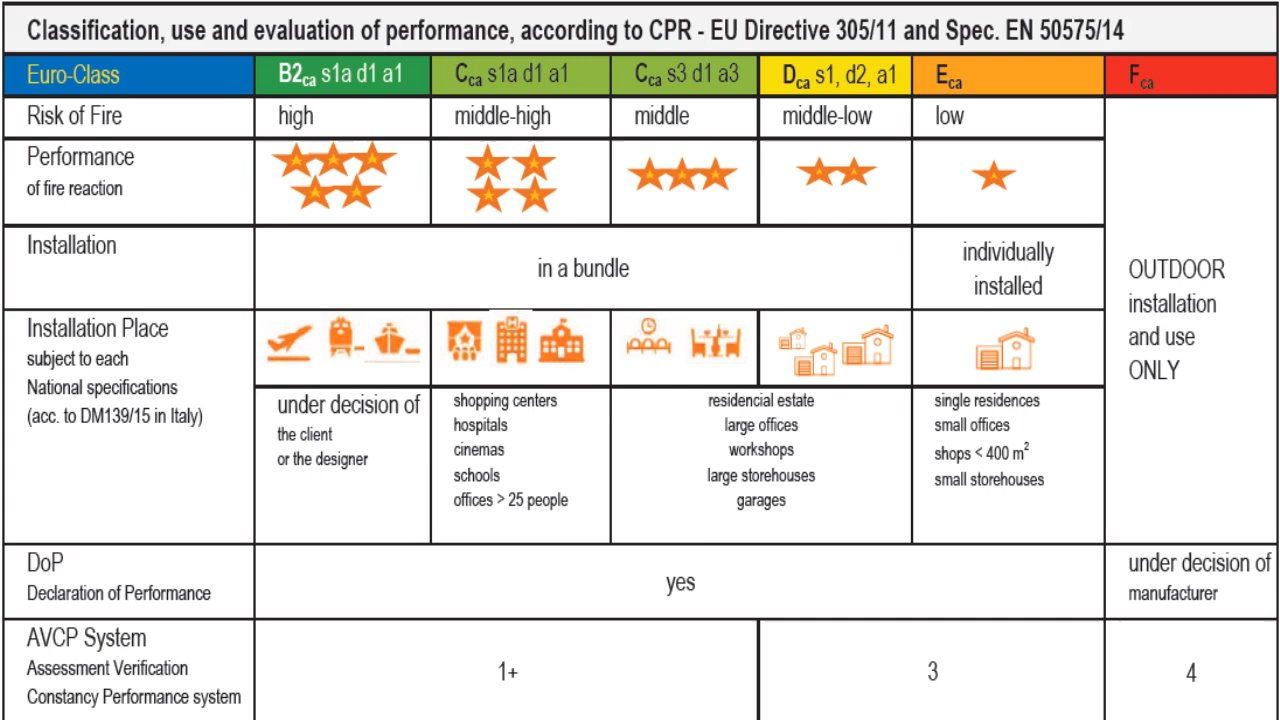 Classification, use and evaluation of performance, according to CPR - EU Directive 305/11 and Spec. EN 50575/14
Euro-Class
B2ca s1a d1 a1
Cca s1a d1 a1
Cca s3 d1 a3
Dca s1, d2, a1
Eca
Fca
Risk of Fire
high
middle-high
middle
middle-low
low
Performance
of fire reaction
Installation
in a bundle
individually
installed
OUTDOOR
installation
and use
ONLY
Installation Place
subject to each
National specifications
(acc. to DM139/15 in Italy)
H
under decision of
the client
or the designer
shopping centers
hospitals
cinemas
schools
offices > 25 people
residencial estate
large offices
workshops
large storehouses
garages
single residences
small offices
shops < 400 m²
small storehouses
DoP
Declaration of Performance
yes
under decision of
manufacturer
AVCP System
Assessment Verification
Constancy Performance system
1+
3
4